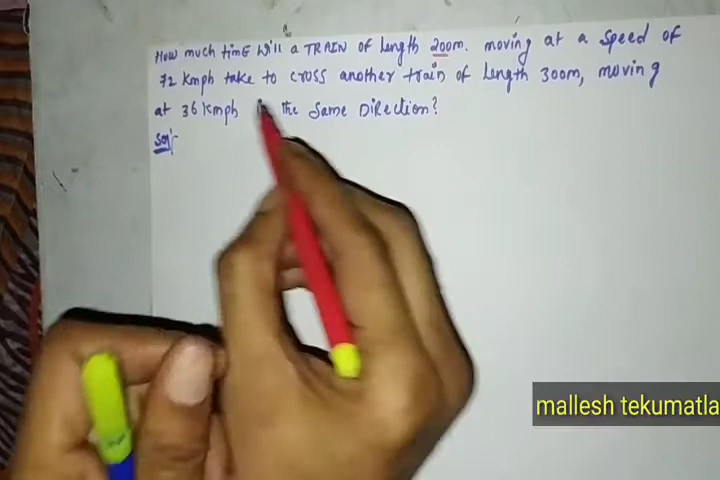 How much time will a TRAIN of Length 200m. moving at a speed of
72 Kmph take to cross another train of Length 300m, moving
at 36 kmph the same Direction?
Sol:-
mallesh tekumatla